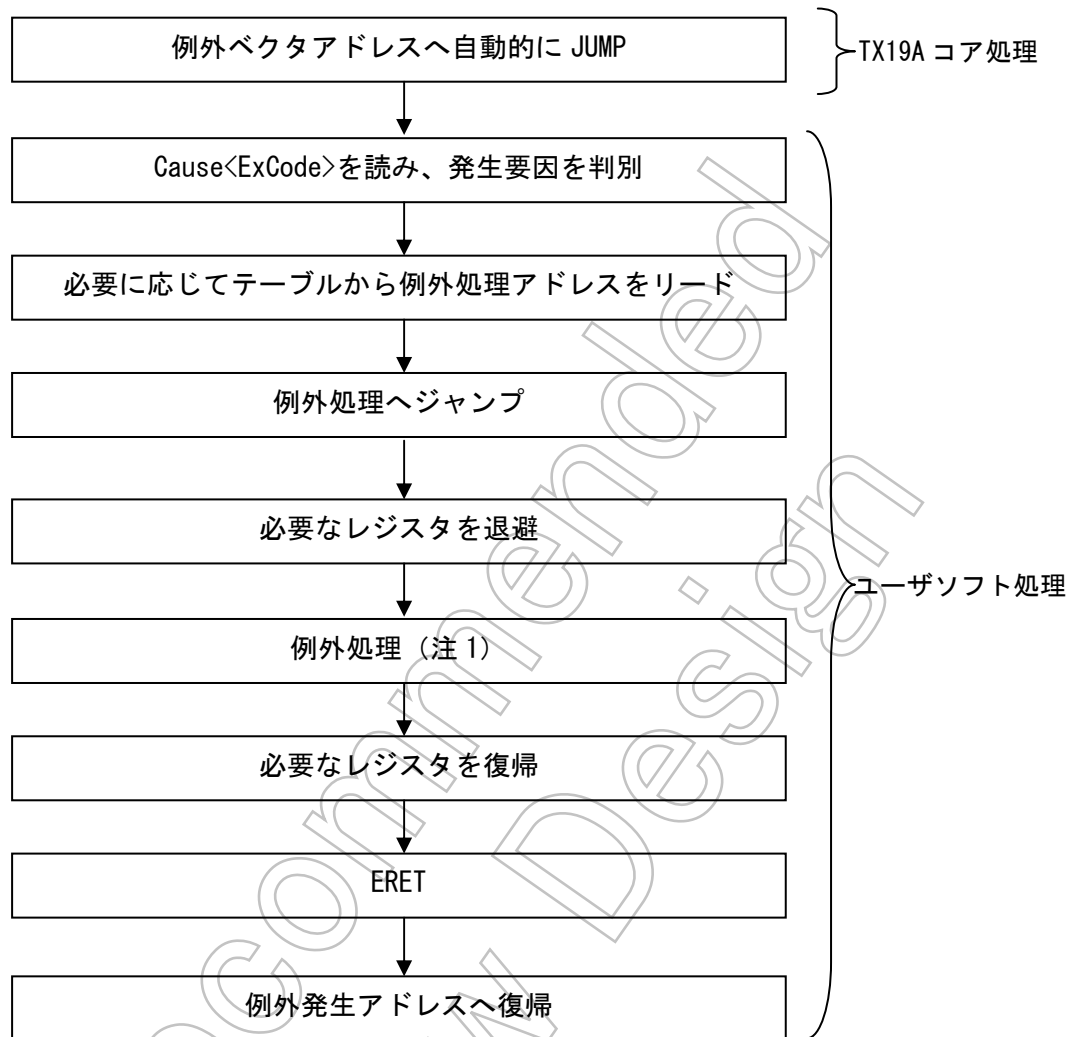 例外ベクタアドレスへ自動的に JUMP
TX19A コア処理
Cause<ExCode>を読み、発生要因を判別
必要に応じてテーブルから例外処理アドレスをリード
例外処理へジャンプ
必要なレジスタを退避
ユーザソフト処理
例外処理（注 1）
必要なレジスタを復帰
ERET
例外発生アドレスへ復帰
commended
w Design